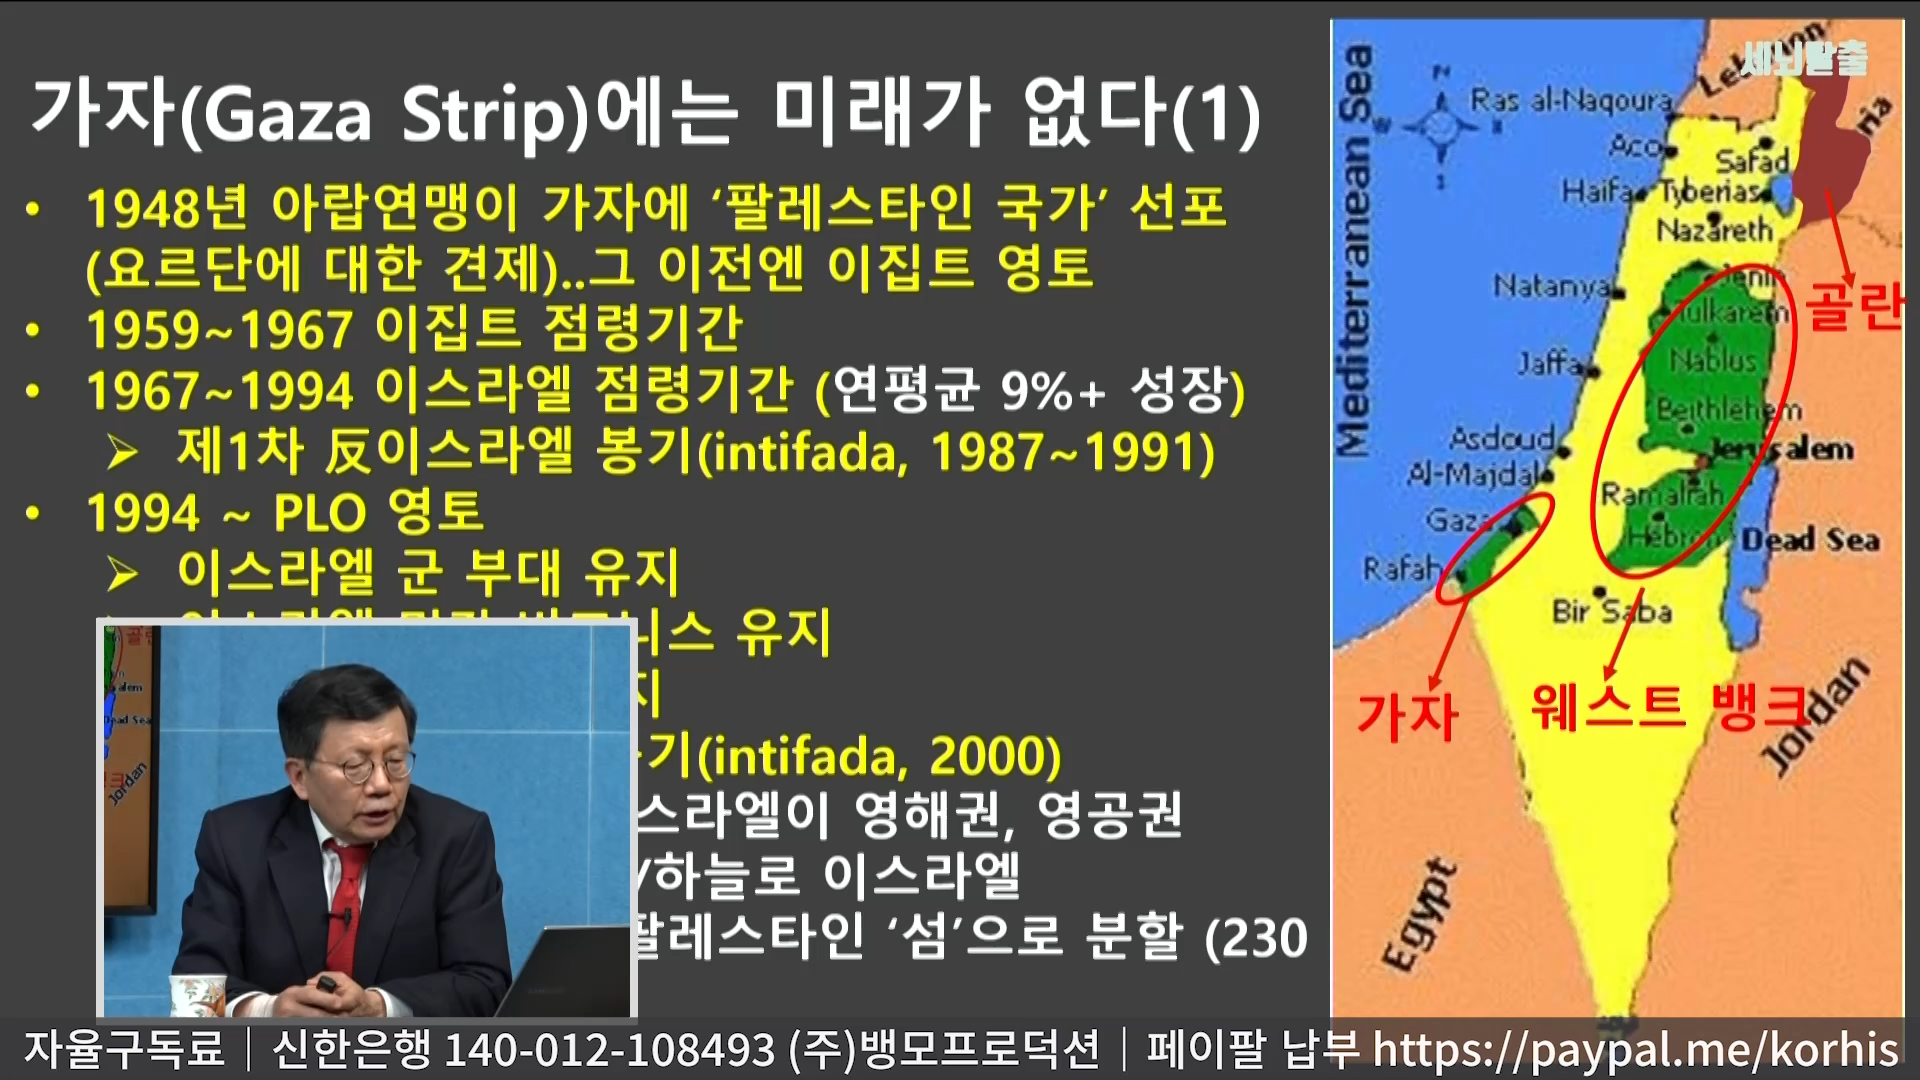 가자(Gaza Strip)에는 미래가 없다(1)
• 1948년 아랍연맹이 가자에 ‘팔레스타인 국가’ 선포
(요르단에 대한 견제)..그 이전엔 이집트 영토
• 1959~1967 이집트 점령기간
• 1967~1994 이스라엘 점령기간 (연평균 9%+ 성장)
➢ 제1차 反이스라엘 봉기(intifada, 1987~1991)
• 1994 ~ PLO 영토
➢ 이스라엘 군 부대 유지
니스 유지
지
기(intifada, 2000)
스라엘이 영해권, 영공권
/하늘로 이스라엘
팔레스타인 ‘섬’으로 분할 (230
세뇌탈출
Mediterranean Sea
N
Ras al-Naqoura
Aco
Safad
Haifa
Tyberias
Nazareth
골란
Natanya
Jenin
Tulkarem
Jaffa
Nablus
Beithlehem
Asdoud
Jerusalem
Al-Majdal
Ramallah
Gaza
Hebron
Dead Sea
Rafah
Bir Saba
가자
웨스트 뱅크
Jordan
Egypt
alem
Dead Sea
Jordan
자율구독료 | 신한은행 140-012-108493 (주)뱅모프로덕션 | 페이팔 납부 https://paypal.me/korhis